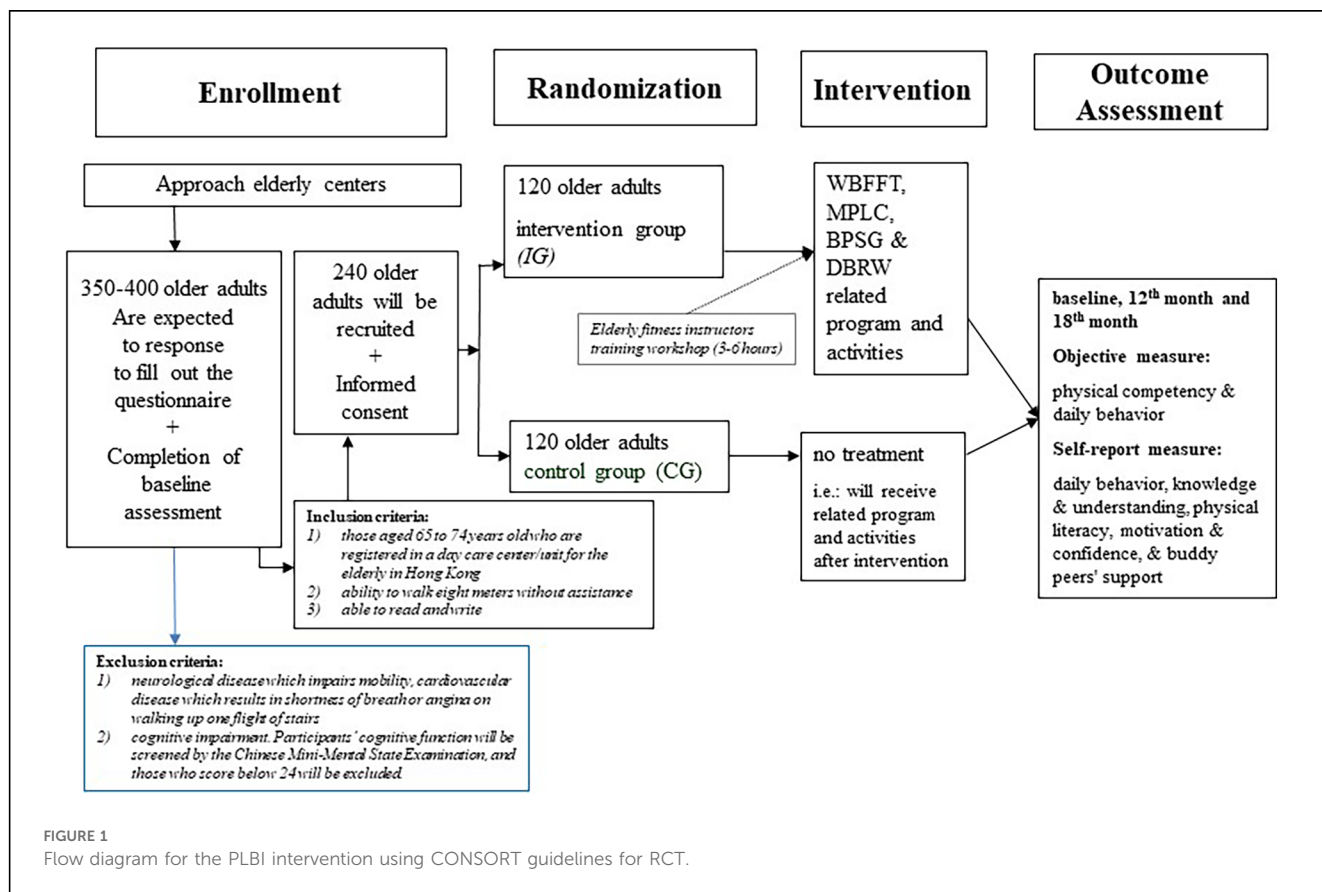 Enrollment
Randomization
Intervention
Outcome
Assessment
Approach elderly centers
350-400 older adults
Are expected
to response
to fill out the
questionnaire
+
Completion of
baseline
assessment
240 older
adults will be
recruited
+
Informed
consent
120 older adults
intervention group
(IG)
120 older adults
control group (CG)
Elderly fitness instructors
training workshop (3-6 hours)
WBFFT,
MPLC,
BPSG &
DBRW
related
program and
activities
no treatment
i.e.: will receive
related program
and activities
after intervention
baseline, 12th month and
18th month
Objective measure:
physical competency &
daily behavior
Self-report measure:
daily behavior, knowledge
& understanding, physical
literacy, motivation &
confidence, & buddy
peers' support
Inclusion criteria:
1) those aged 65 to 74 years old who are
registered in a day care center/unit for the
elderly in Hong Kong
2) ability to walk eight meters without assistance
3) able to read and write
Exclusion criteria:
1) neurological disease which impairs mobility, cardiovascular
disease which results in shortness of breath or angina on
walking up one flight of stairs
2) cognitive impairment. Participants' cognitive function will be
screened by the Chinese Mini-Mental State Examination, and
those who score below 24 will be excluded.
FIGURE 1
Flow diagram for the PLBI intervention using CONSORT guidelines for RCT.